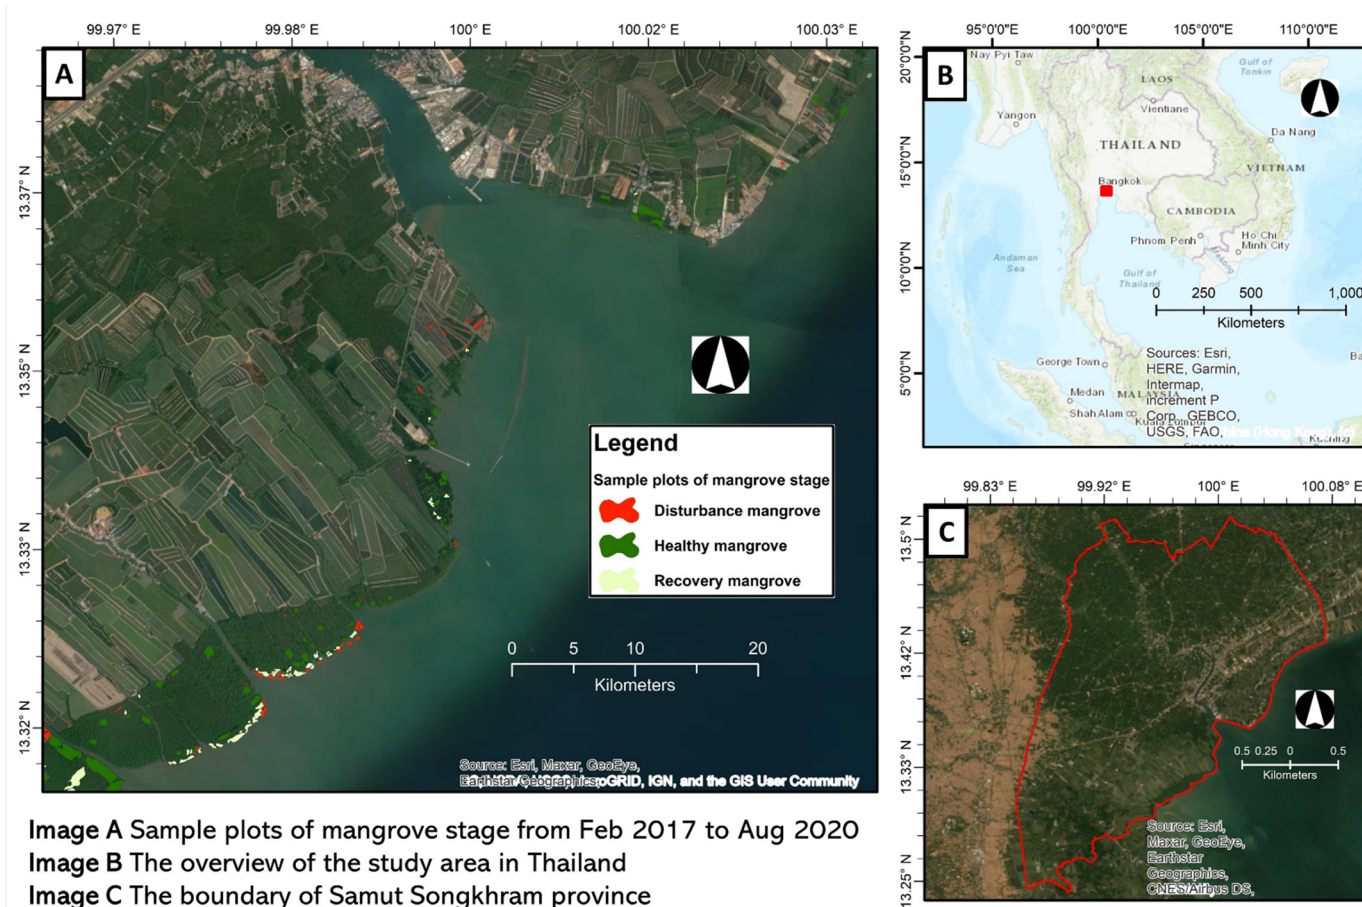 99.97° E
99.98° E
100° E
100.02° E
100.03° E
A
13.37° N
13.35° N
13.33° N
13.32° N
Legend
Sample plots of mangrove stage
Disturbance mangrove
Healthy mangrove
Recovery mangrove
0 5 10 20
Kilometers
Source: Esri, Maxar, GeoEye,
Earthstar Geographics, GRID, IGN, and the GIS User Community
95°0'0"E
100°0'0"E
105°0'0"E
110°0'0"E
B
20°0'0"N
15°0'0"N
10°0'0"N
5°0'0"N
Nay Pyi Taw
Gulf of
Tonkin
LAOS
Vientiane
Yangon
Da Nang
THAILAND
VIETNAM
Bangkok
CAMBODIA
Phnom Penh
Ho Chi
Minh City
Mekong
Andaman
Sea
Gulf of
Thailand
0 250 500 1,000
Kilometers
George Town
Medan
MALAYSIA
Shah Alam
Kuala Lumpur
Kuching
Sources: Esri,
HERE, Garmin,
Intermap,
increment P
Corp., GEBCO,
USGS, FAO,
99.83° E
99.92° E
100° E
100.08° E
C
13.5° N
13.42° N
13.33° N
13.25° N
0.5 0.25 0 0.5
Kilometers
Source: Esri,
Maxar, GeoEye,
Earthstar
Geographics,
CNES/Airbus DS,
Image A Sample plots of mangrove stage from Feb 2017 to Aug 2020
Image B The overview of the study area in Thailand
Image C The boundary of Samut Songkhram province